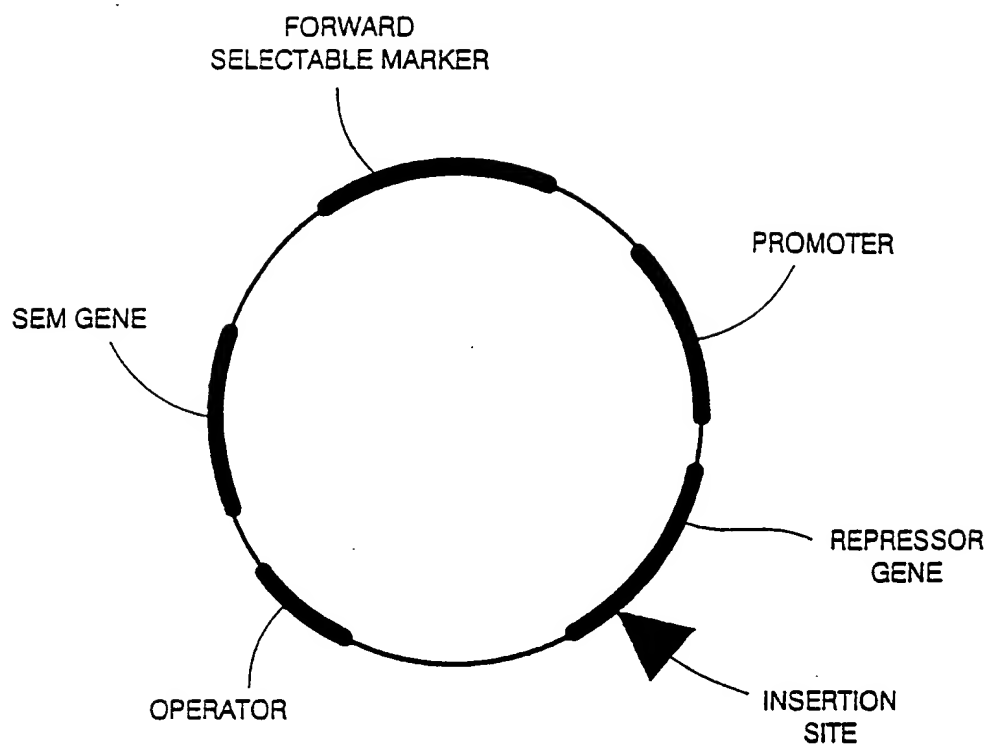 FORWARD
SELECTABLE MARKER
PROMOTER
SEM GENE
REPRESSOR
GENE
INSERTION
SITE
OPERATOR